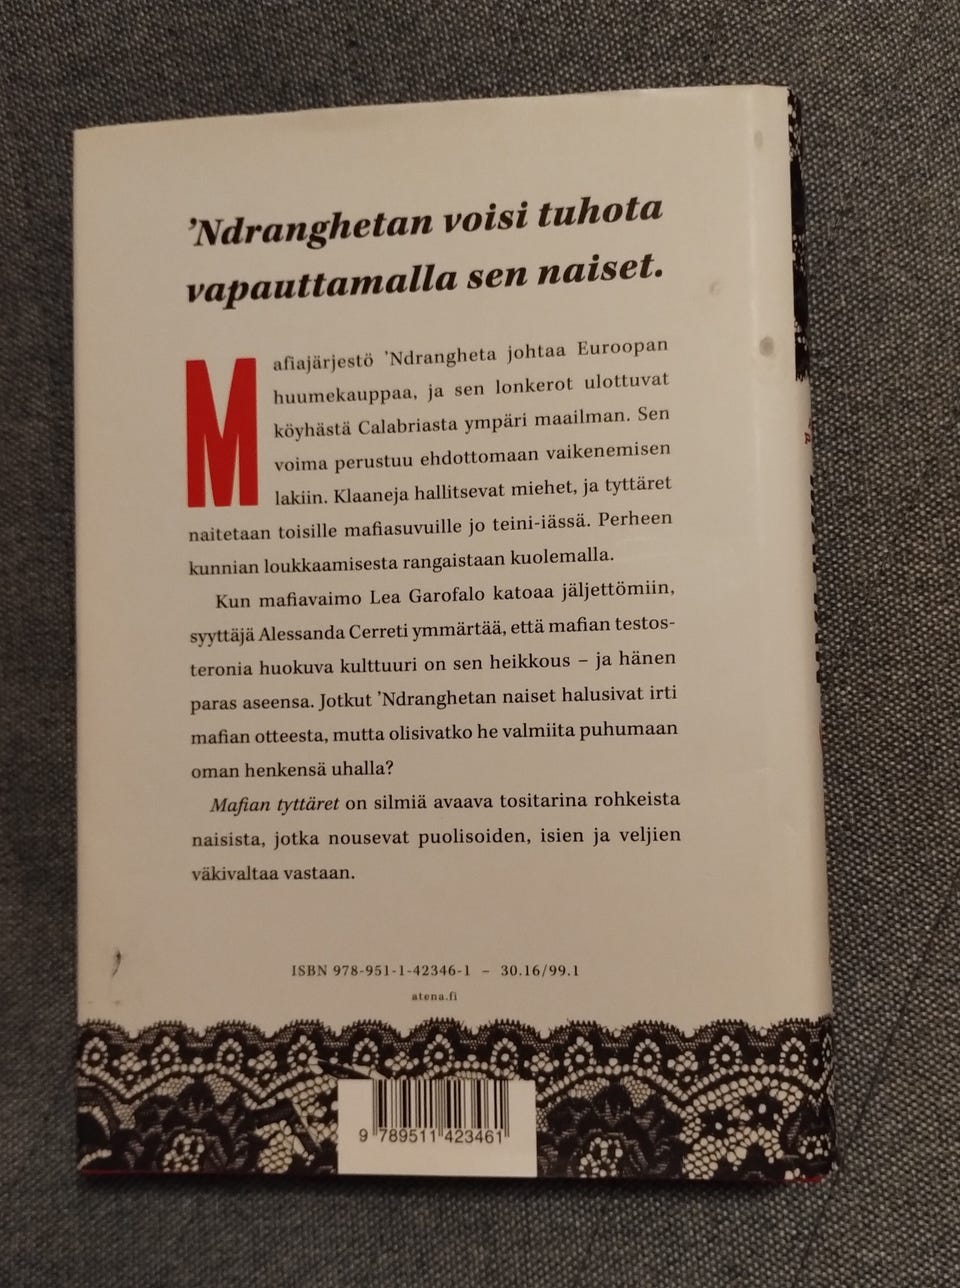 ’Ndranghetan voisi tuhota
vapauttamalla sen naiset.
Mafiajärjestö ’Ndrangheta johtaa Euroopan
huumekauppaa, ja sen lonkerot ulottuvat
köyhästä Calabriasta ympäri maailman. Sen
voima perustuu ehdottomaan vaikenemisen
lakiin. Klaaneja hallitsevat miehet, ja tyttäret
naitetaan toisille mafiasuvuille jo teini-iässä. Perheen
kunnian loukkaamisesta rangaistaan kuolemalla.
Kun mafiavaimo Lea Garofalo katoaa jäljettömiin,
syyttäjä Alessanda Cerreti ymmärtää, että mafian testos-
teronia huokuva kulttuuri on sen heikkous – ja hänen
paras aseensa. Jotkut ’Ndranghetan naiset halusivat irti
mafian otteesta, mutta olisivatko he valmiita puhumaan
oman henkensä uhalla?
Mafian tyttäret on silmiä avaava tositarina rohkeista
naisista, jotka nousevat puolisoiden, isien ja veljien
väkivaltaa vastaan.
ISBN 978-951-1-42346-1 – 30.16/99.1
atena.fi
9 789511 423461